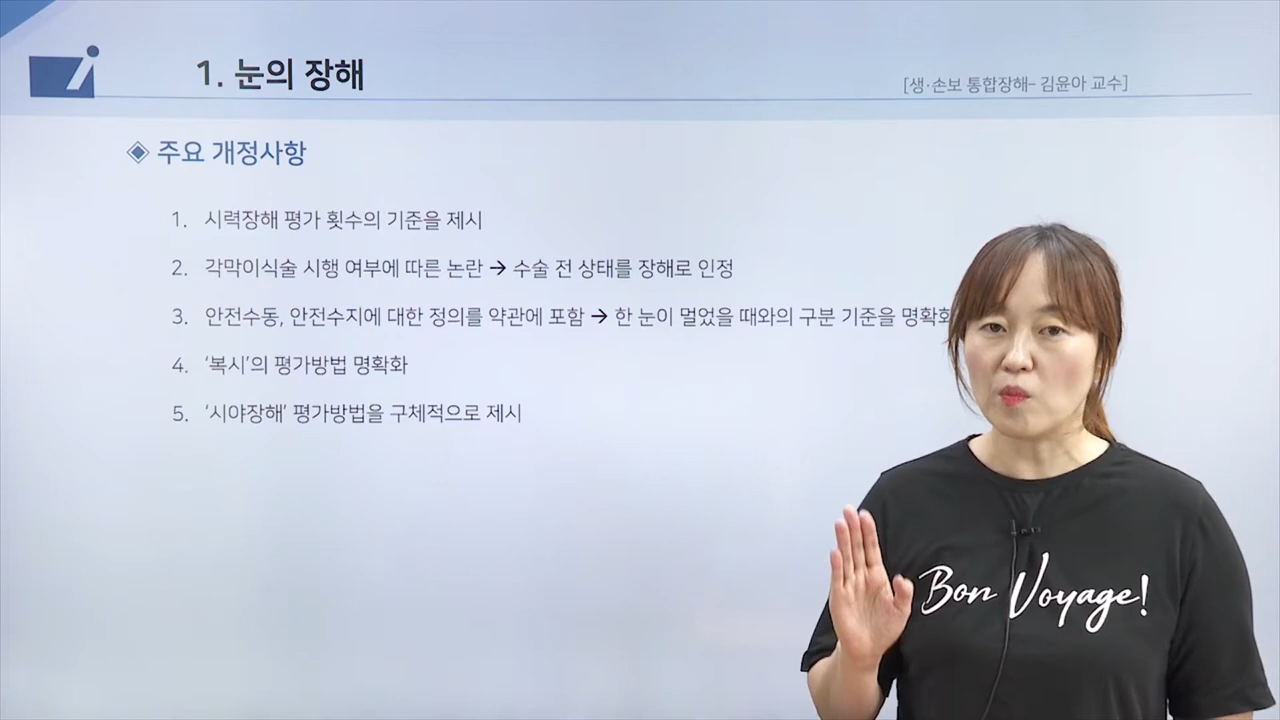 1. 눈의 장해
[생·손보 통합장해- 김윤아 교수]
◈ 주요 개정사항
1. 시력장해 평가 횟수의 기준을 제시
2. 각막이식술 시행 여부에 따른 논란 → 수술 전 상태를 장해로 인정
3. 안전수동, 안전수지에 대한 정의를 약관에 포함 → 한 눈이 멀었을 때와의 구분 기준을 명확화
4. ‘복시’의 평가방법 명확화
5. ‘시야장해’ 평가방법을 구체적으로 제시
Bon Voyage!